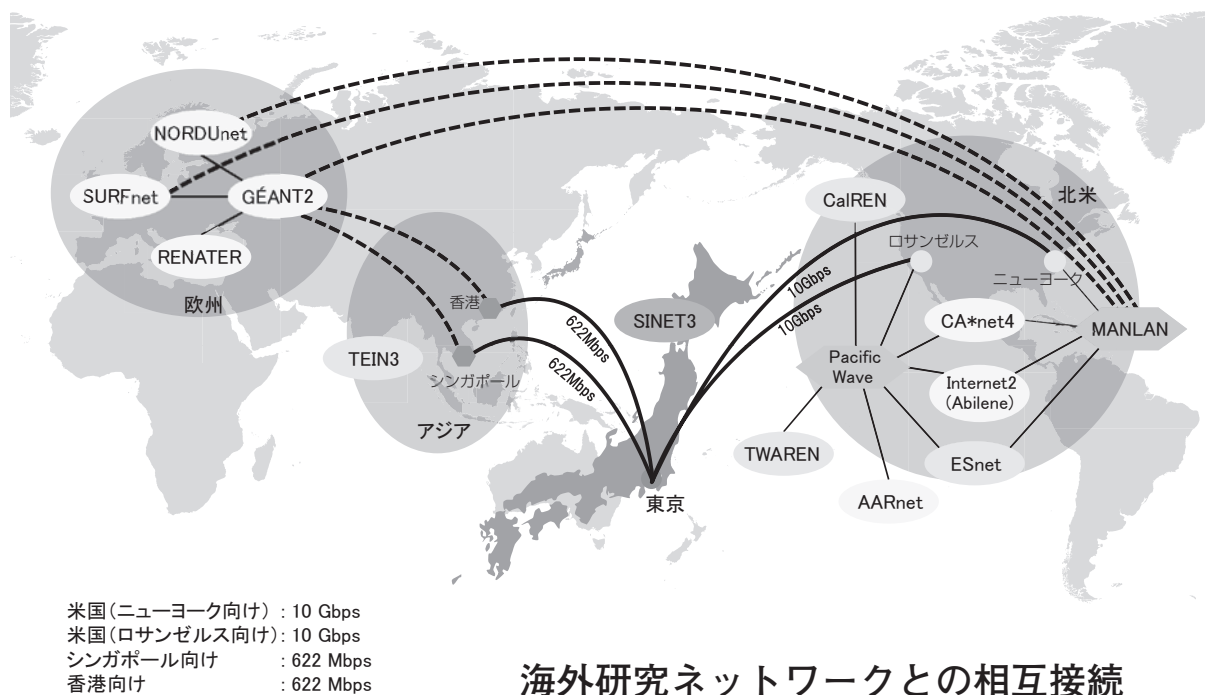 NORDUnet
SURFnet
GÉANT2
RENATER
欧州
香港
TEIN3
シンガポール
アジア
622Mbps
622Mbps
SINET3
東京
10Gbps
10Gbps
CalREN
北米
ロサンゼルス
ニューヨーク
CA*net4
MANLAN
Pacific
Wave
Internet2
(Abilene)
TWAREN
ESnet
AARnet
米国(ニューヨーク向け) : 10 Gbps
米国(ロサンゼルス向け): 10 Gbps
シンガポール向け : 622 Mbps
香港向け : 622 Mbps
海外研究ネットワークとの相互接続